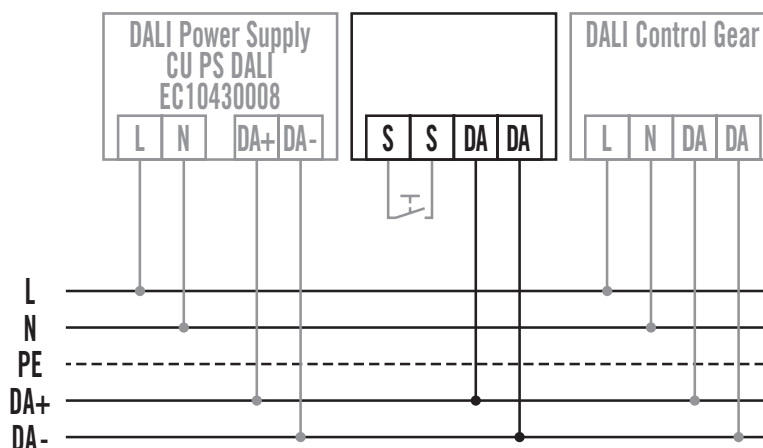 DALI Power Supply
CU PS DALI
EC10430008
L N DA+ DA-
S S DA DA
DALI Control Gear
L N DA DA
L
N
PE
DA+
DA-